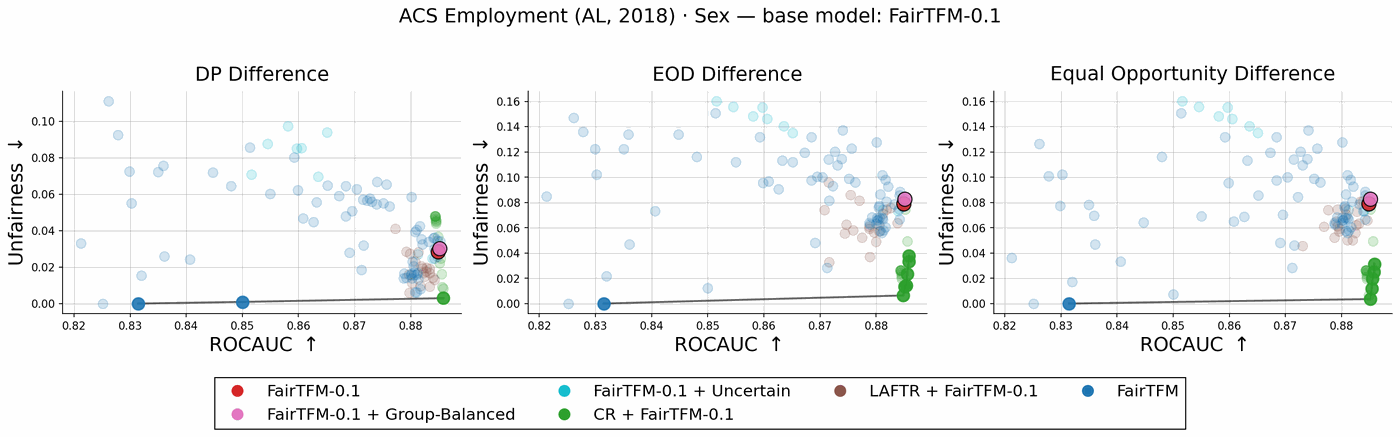 ACS Employment (AL, 2018) · Sex — base model: FairTFM-0.1
DP Difference
EOD Difference
Equal Opportunity Difference
Unfairness ↓
0.10
0.08
0.06
0.04
0.02
0.00
0.82 0.83 0.84 0.85 0.86 0.87 0.88
ROCAUC ↑
Unfairness ↓
0.16
0.14
0.12
0.10
0.08
0.06
0.04
0.02
0.00
0.82 0.83 0.84 0.85 0.86 0.87 0.88
ROCAUC ↑
Unfairness ↓
0.16
0.14
0.12
0.10
0.08
0.06
0.04
0.02
0.00
0.82 0.83 0.84 0.85 0.86 0.87 0.88
ROCAUC ↑
FairTFM-0.1
FairTFM-0.1 + Group-Balanced
FairTFM-0.1 + Uncertain
CR + FairTFM-0.1
LAFTR + FairTFM-0.1
FairTFM